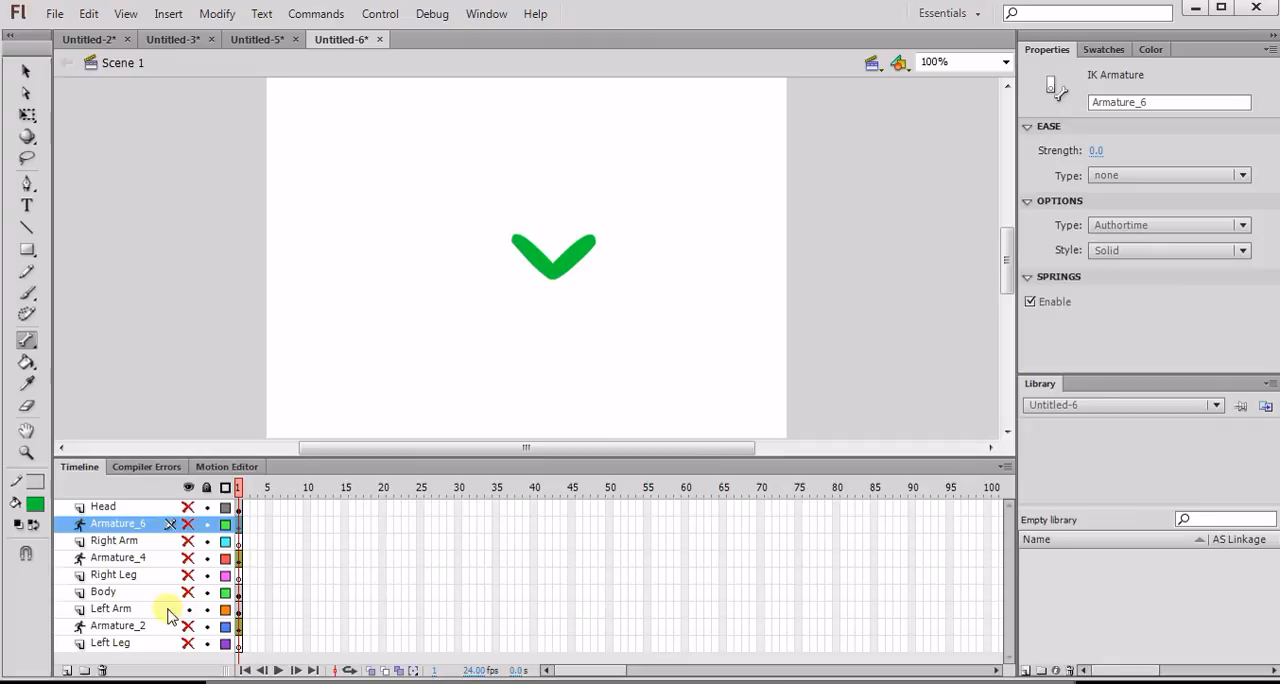 Fl File Edit View Insert Modify Text Commands Control Debug Window Help Essentials
Untitled-2* × Untitled-3* × Untitled-5* × Untitled-6* ×
Scene 1 100%
Properties Swatches Color
IK Armature
Armature_6
EASE
Strength: 0.0
Type: none
OPTIONS
Type: Authortime
Style: Solid
SPRINGS
Enable
Library
Untitled-6
Empty library
Name AS Linkage
Timeline Compiler Errors Motion Editor
1 5 10 15 20 25 30 35 40 45 50 55 60 65 70 75 80 85 90 95 100
Head
Armature_6
Right Arm
Armature_4
Right Leg
Body
Left Arm
Armature_2
Left Leg
1 24.00 fps 0.0 s